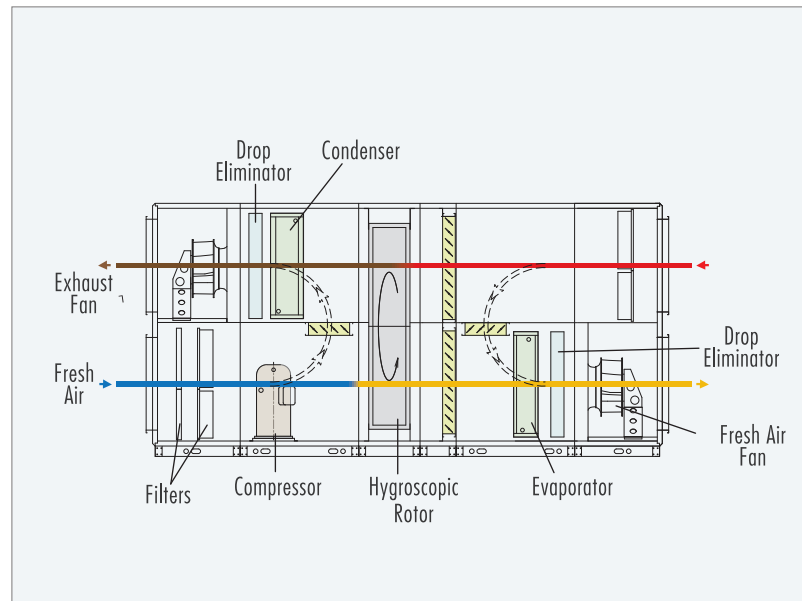 Drop
Eliminator
Condenser
Exhaust
Fan
Fresh
Air
Drop
Eliminator
Fresh Air
Fan
Filters
Compressor
Hygroscopic
Rotor
Evaporator